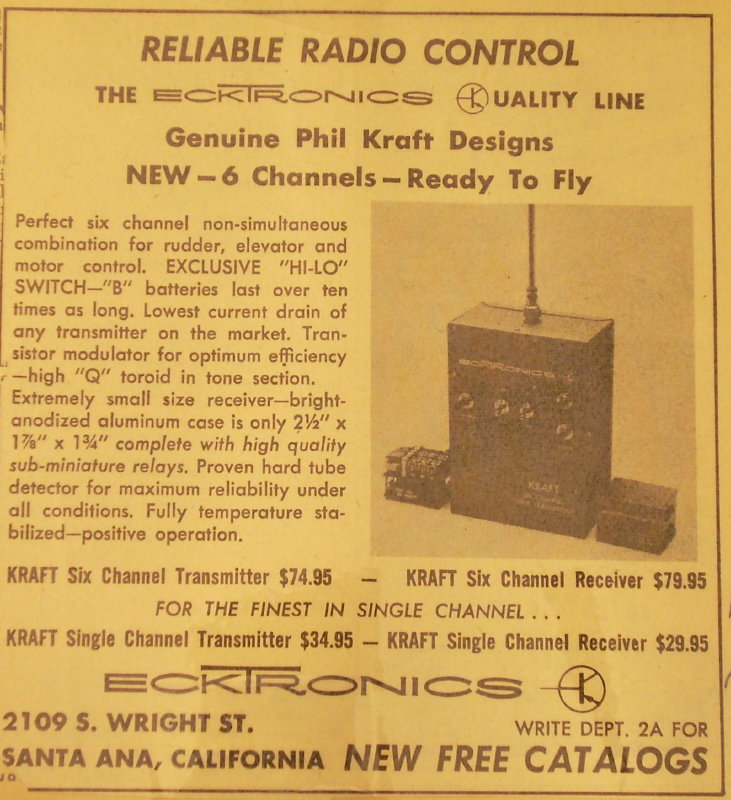 RELIABLE RADIO CONTROL
THE ECKTRONICS QUALITY LINE
Genuine Phil Kraft Designs
NEW — 6 Channels — Ready To Fly
Perfect six channel non-simultaneous
combination for rudder, elevator and
motor control. EXCLUSIVE "HI-LO"
SWITCH—"B" batteries last over ten
times as long. Lowest current drain of
any transmitter on the market. Tran-
sistor modulator for optimum efficiency
—high "Q" toroid in tone section.
Extremely small size receiver—bright-
anodized aluminum case is only 2½" x
1⅞" x 1¾" complete with high quality
sub-miniature relays. Proven hard tube
detector for maximum reliability under
all conditions. Fully temperature sta-
bilized—positive operation.
ECKTRONICS
KRAFT
KRAFT Six Channel Transmitter $74.95 — KRAFT Six Channel Receiver $79.95
FOR THE FINEST IN SINGLE CHANNEL . . .
KRAFT Single Channel Transmitter $34.95 — KRAFT Single Channel Receiver $29.95
ECKTRONICS K
2109 S. WRIGHT ST.
SANTA ANA, CALIFORNIA
WRITE DEPT. 2A FOR
NEW FREE CATALOGS